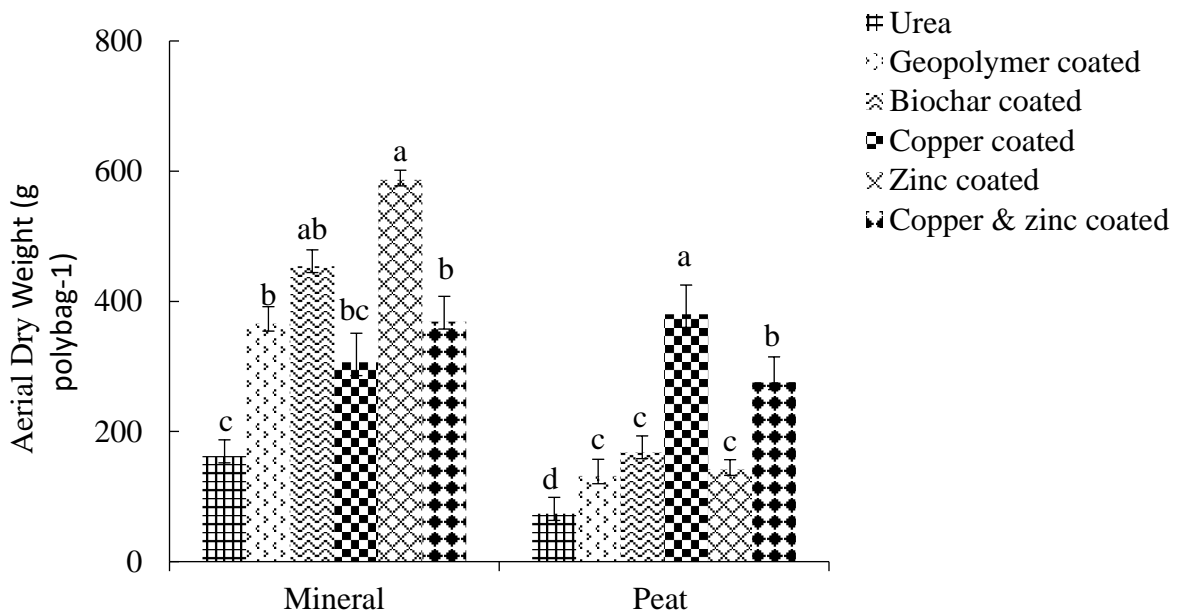 Aerial Dry Weight (g
polybag-1)
800
600
400
200
0
c
b
ab
bc
a
b
d
c
c
a
c
b
Mineral
Peat
Urea
Geopolymer coated
Biochar coated
Copper coated
Zinc coated
Copper & zinc coated